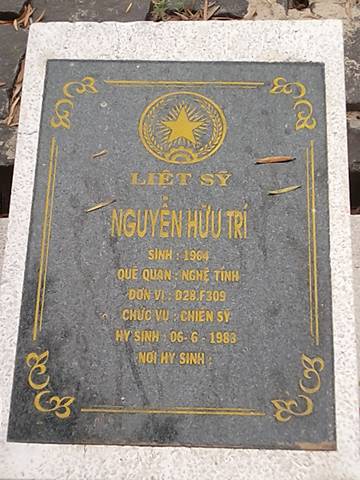 LIỆT SỸ
NGUYỄN HỮU TRÍ
SINH : 1964
QUÊ QUÁN : NGHỆ TĨNH
ĐƠN VỊ : D28.F309
CHỨC VỤ : CHIẾN SỸ
HY SINH : 06- 6 - 1983
NƠI HY SINH :